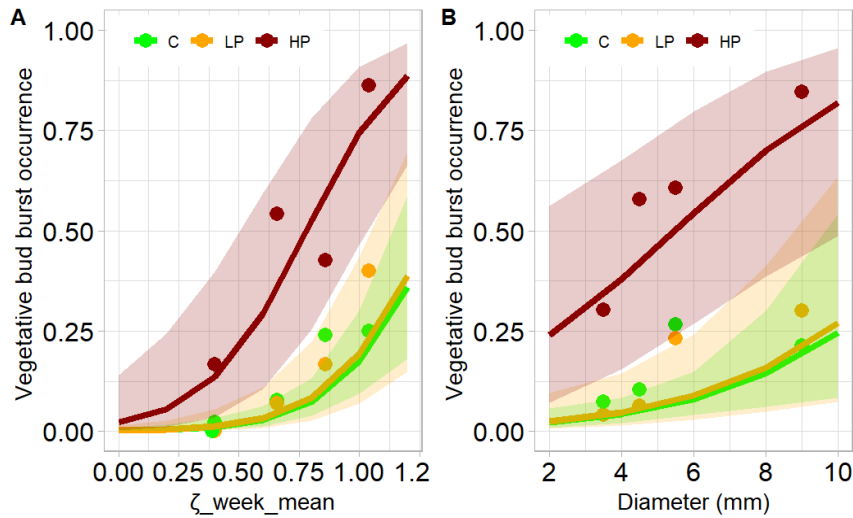 A
Vegetative bud burst occurrence
1.00
0.75
0.50
0.25
0.00
C LP HP
0.00 0.25 0.50 0.75 1.00 1.2
ζ_week_mean
B
Vegetative bud burst occurrence
1.00
0.75
0.50
0.25
0.00
C LP HP
2 4 6 8 10
Diameter (mm)